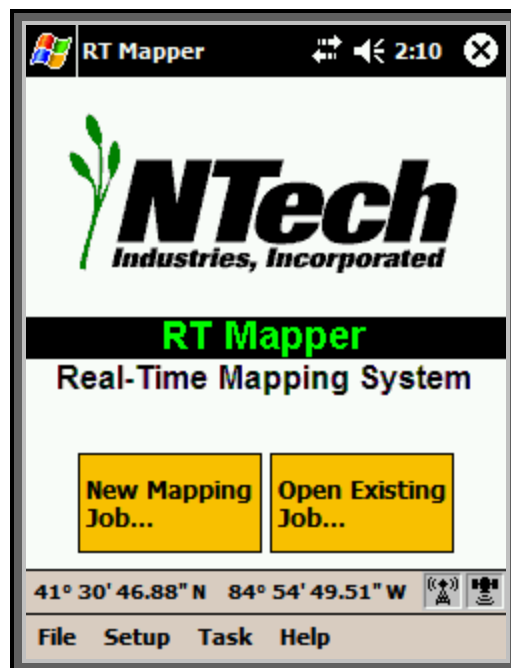 RT Mapper 2:10
NTech
Industries, Incorporated
RT Mapper
Real-Time Mapping System
New Mapping Job...
Open Existing Job...
41° 30' 46.88" N 84° 54' 49.51" W
File Setup Task Help